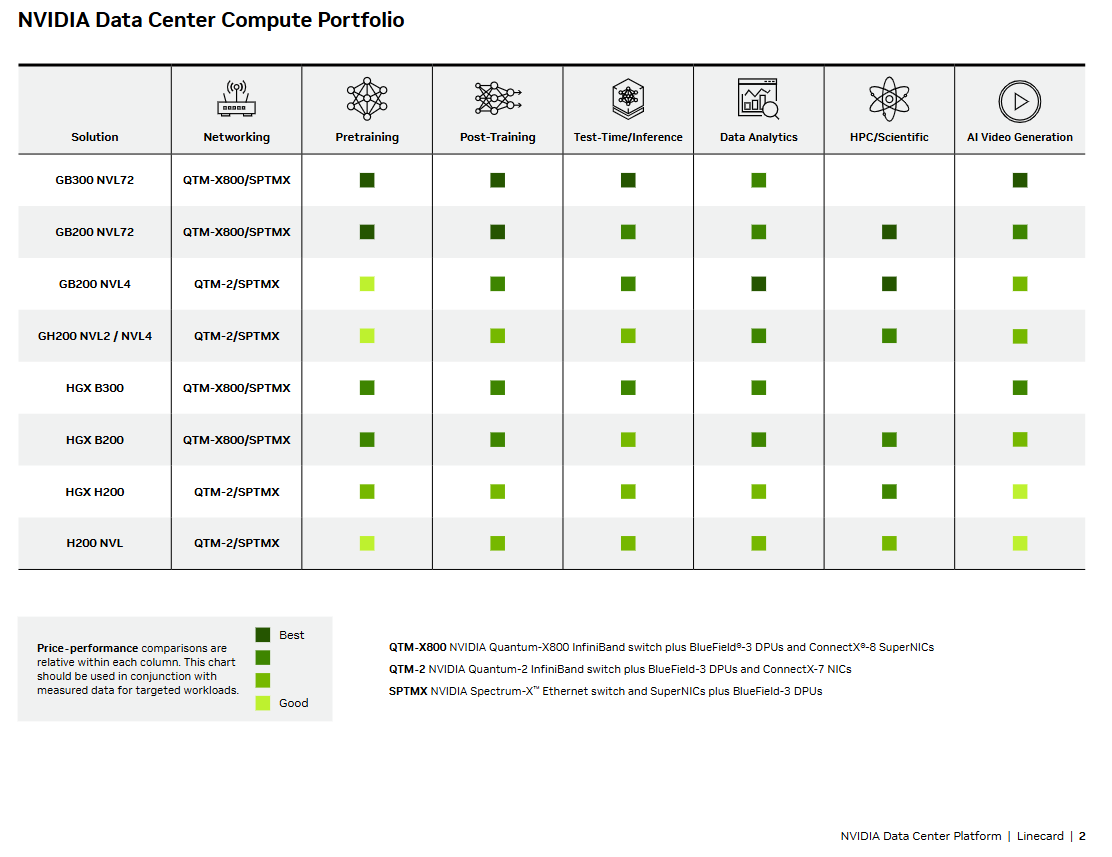 NVIDIA Data Center Compute Portfolio
Solution
Networking
Pretraining
Post-Training
Test-Time/Inference
Data Analytics
HPC/Scientific
AI Video Generation
GB300 NVL72
QTM-X800/SPTMX
GB200 NVL72
QTM-X800/SPTMX
GB200 NVL4
QTM-2/SPTMX
GH200 NVL2 / NVL4
QTM-2/SPTMX
HGX B300
QTM-X800/SPTMX
HGX B200
QTM-X800/SPTMX
HGX H200
QTM-2/SPTMX
H200 NVL
QTM-2/SPTMX
Price-performance comparisons are
relative within each column. This chart
should be used in conjunction with
measured data for targeted workloads.
Best
Good
QTM-X800 NVIDIA Quantum-X800 InfiniBand switch plus BlueField®-3 DPUs and ConnectX®-8 SuperNICs
QTM-2 NVIDIA Quantum-2 InfiniBand switch plus BlueField-3 DPUs and ConnectX-7 NICs
SPTMX NVIDIA Spectrum-X™ Ethernet switch and SuperNICs plus BlueField-3 DPUs
NVIDIA Data Center Platform | Linecard | 2